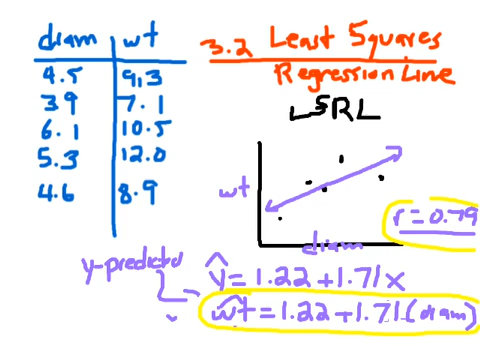 diam wt
4.5 9.3
39 7.1
6.1 10.5
5.3 12.0
4.6 8.9
3.2 Least Squares
Regression Line
LSRL
wt
r = 0.79
diam
y-predicted
ŷ = 1.22 + 1.71x
ŵt = 1.22 + 1.71(diam)